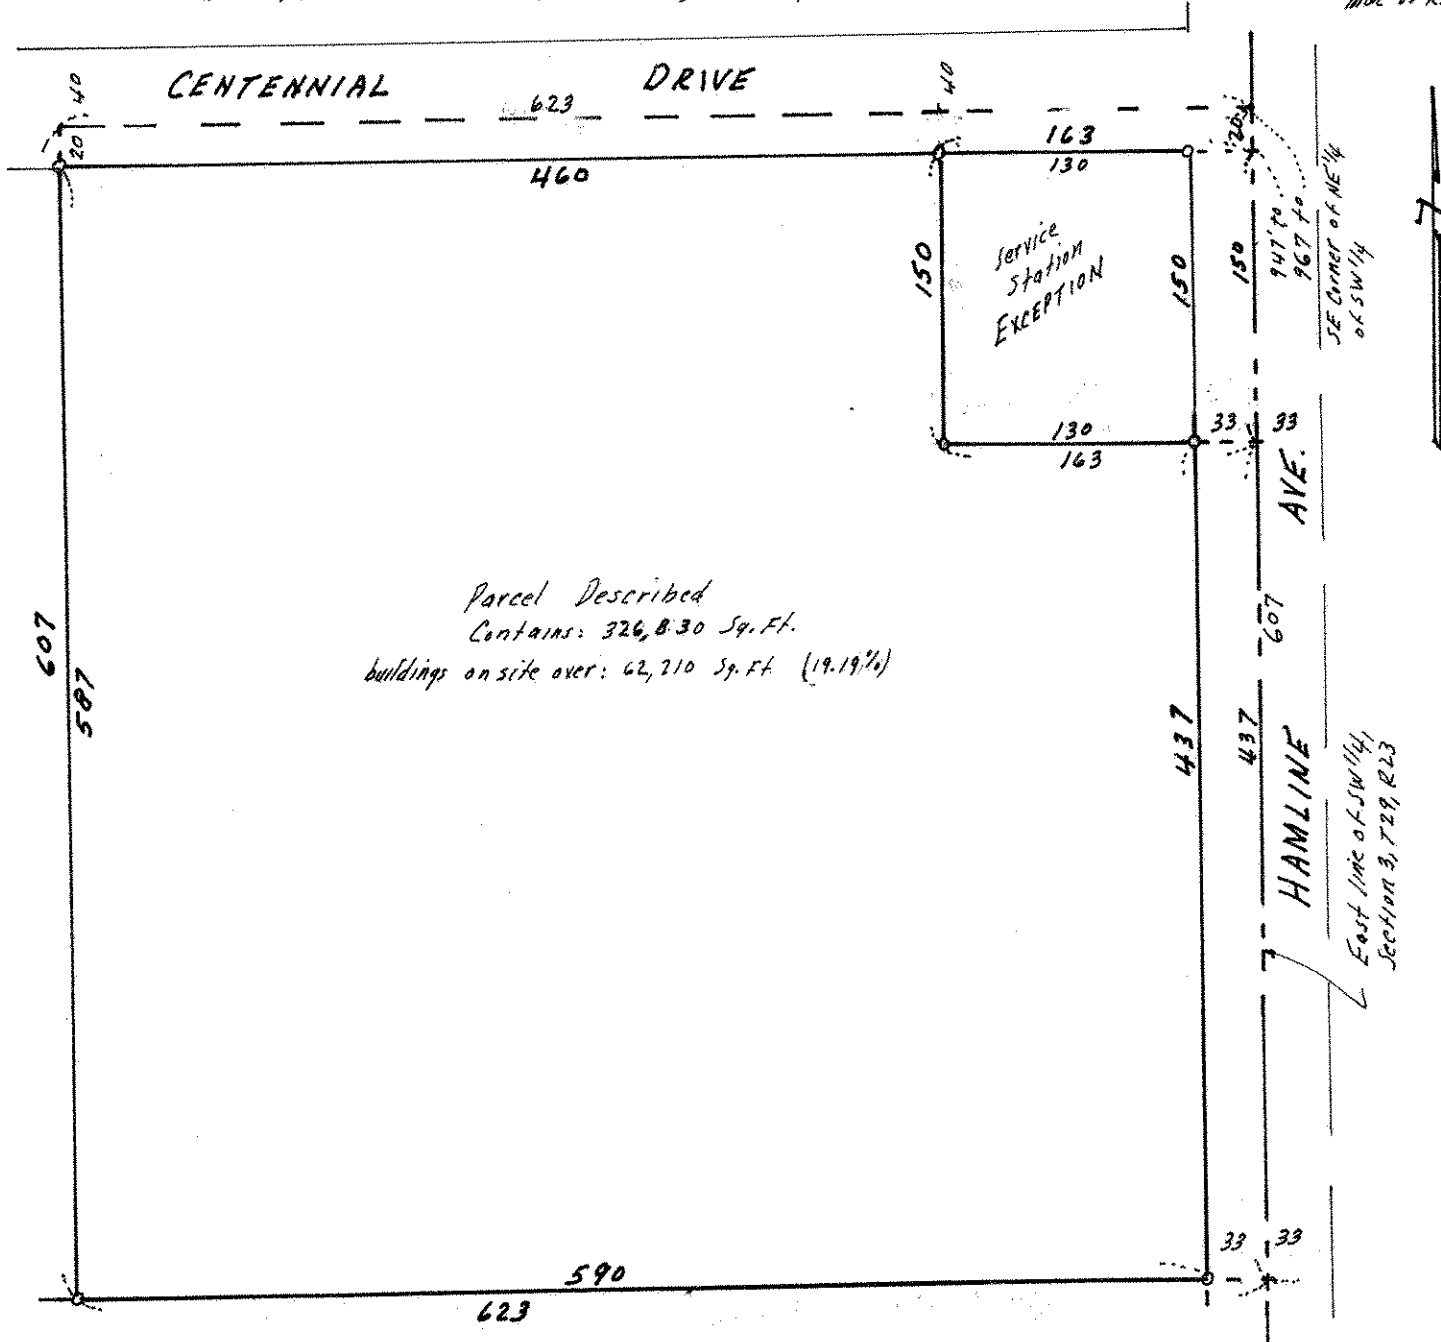 CENTENNIAL DRIVE
40
20
623
40
460
163
130
20
150
Service
Station
EXCEPTION
150
150
947' to
967 to
SE Corner of NE 1/4
of SW 1/4
130
163
33
33
HAMLINE AVE.
Parcel Described
Contains: 326,830 Sq. Ft.
buildings on site over: 62,710 Sq. Ft. (19.19%)
607
587
437
437
607
East line of SW 1/4,
Section 3, T29, R23
590
623
33
33